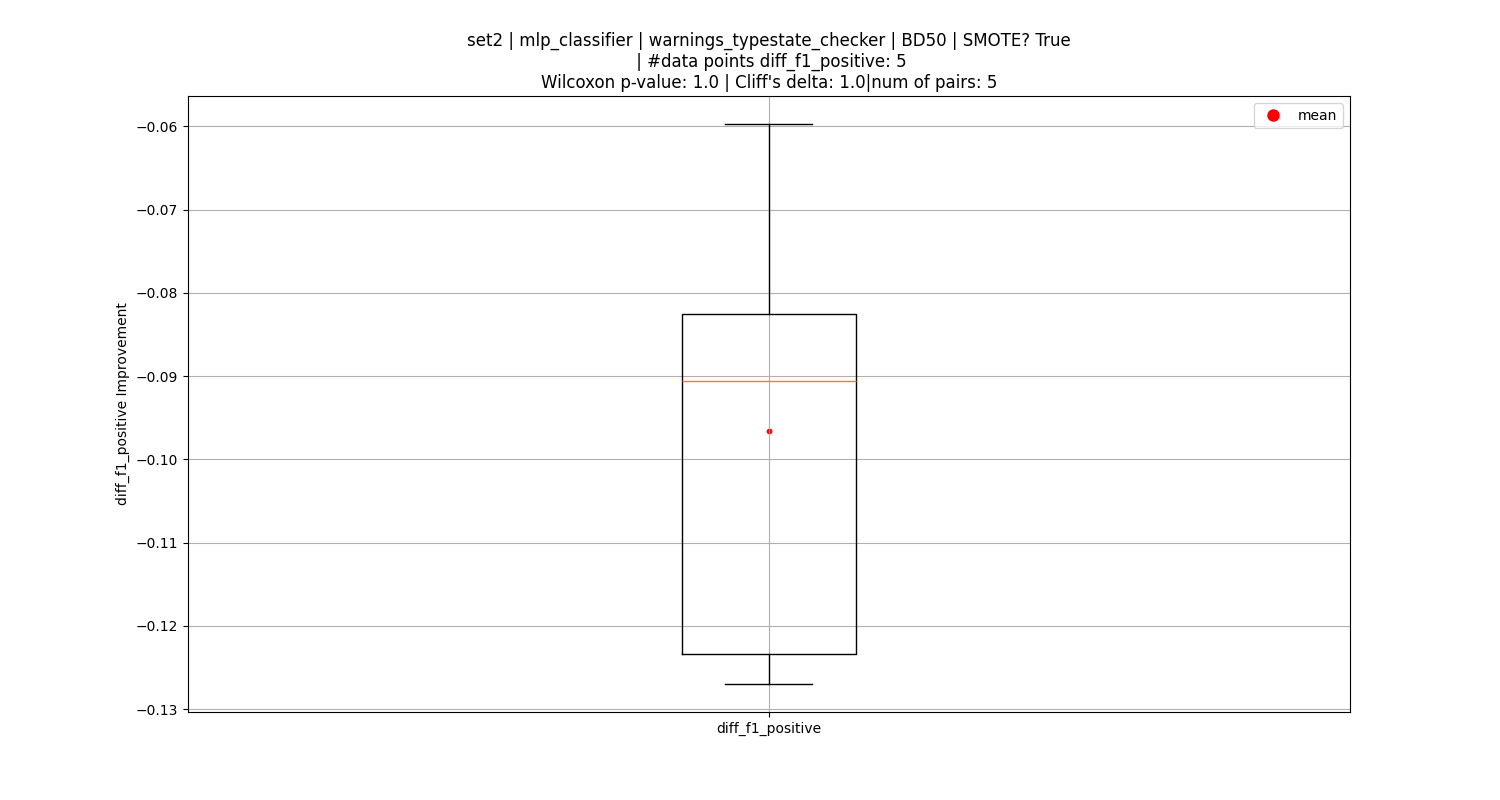 set2 | mlp_classifier | warnings_typestate_checker | BD50 | SMOTE? True
| #data points diff_f1_positive: 5
Wilcoxon p-value: 1.0 | Cliff's delta: 1.0|num of pairs: 5
mean
−0.06
−0.07
−0.08
−0.09
−0.10
−0.11
−0.12
−0.13
diff_f1_positive Improvement
diff_f1_positive